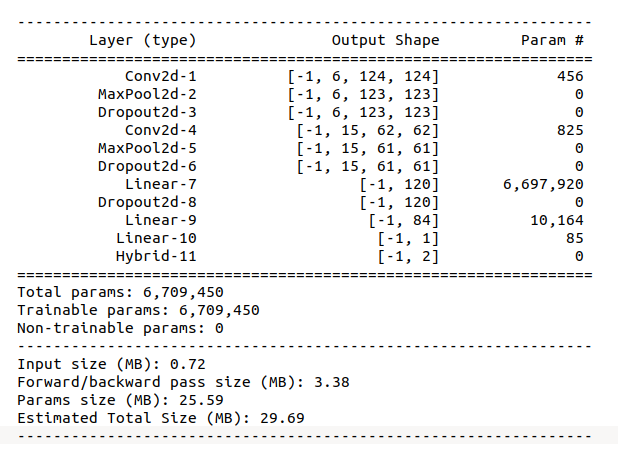 ----------------------------------------------------------------
Layer (type) Output Shape Param #
================================================================
Conv2d-1 [-1, 6, 124, 124] 456
MaxPool2d-2 [-1, 6, 123, 123] 0
Dropout2d-3 [-1, 6, 123, 123] 0
Conv2d-4 [-1, 15, 62, 62] 825
MaxPool2d-5 [-1, 15, 61, 61] 0
Dropout2d-6 [-1, 15, 61, 61] 0
Linear-7 [-1, 120] 6,697,920
Dropout2d-8 [-1, 120] 0
Linear-9 [-1, 84] 10,164
Linear-10 [-1, 1] 85
Hybrid-11 [-1, 2] 0
================================================================
Total params: 6,709,450
Trainable params: 6,709,450
Non-trainable params: 0
----------------------------------------------------------------
Input size (MB): 0.72
Forward/backward pass size (MB): 3.38
Params size (MB): 25.59
Estimated Total Size (MB): 29.69
----------------------------------------------------------------